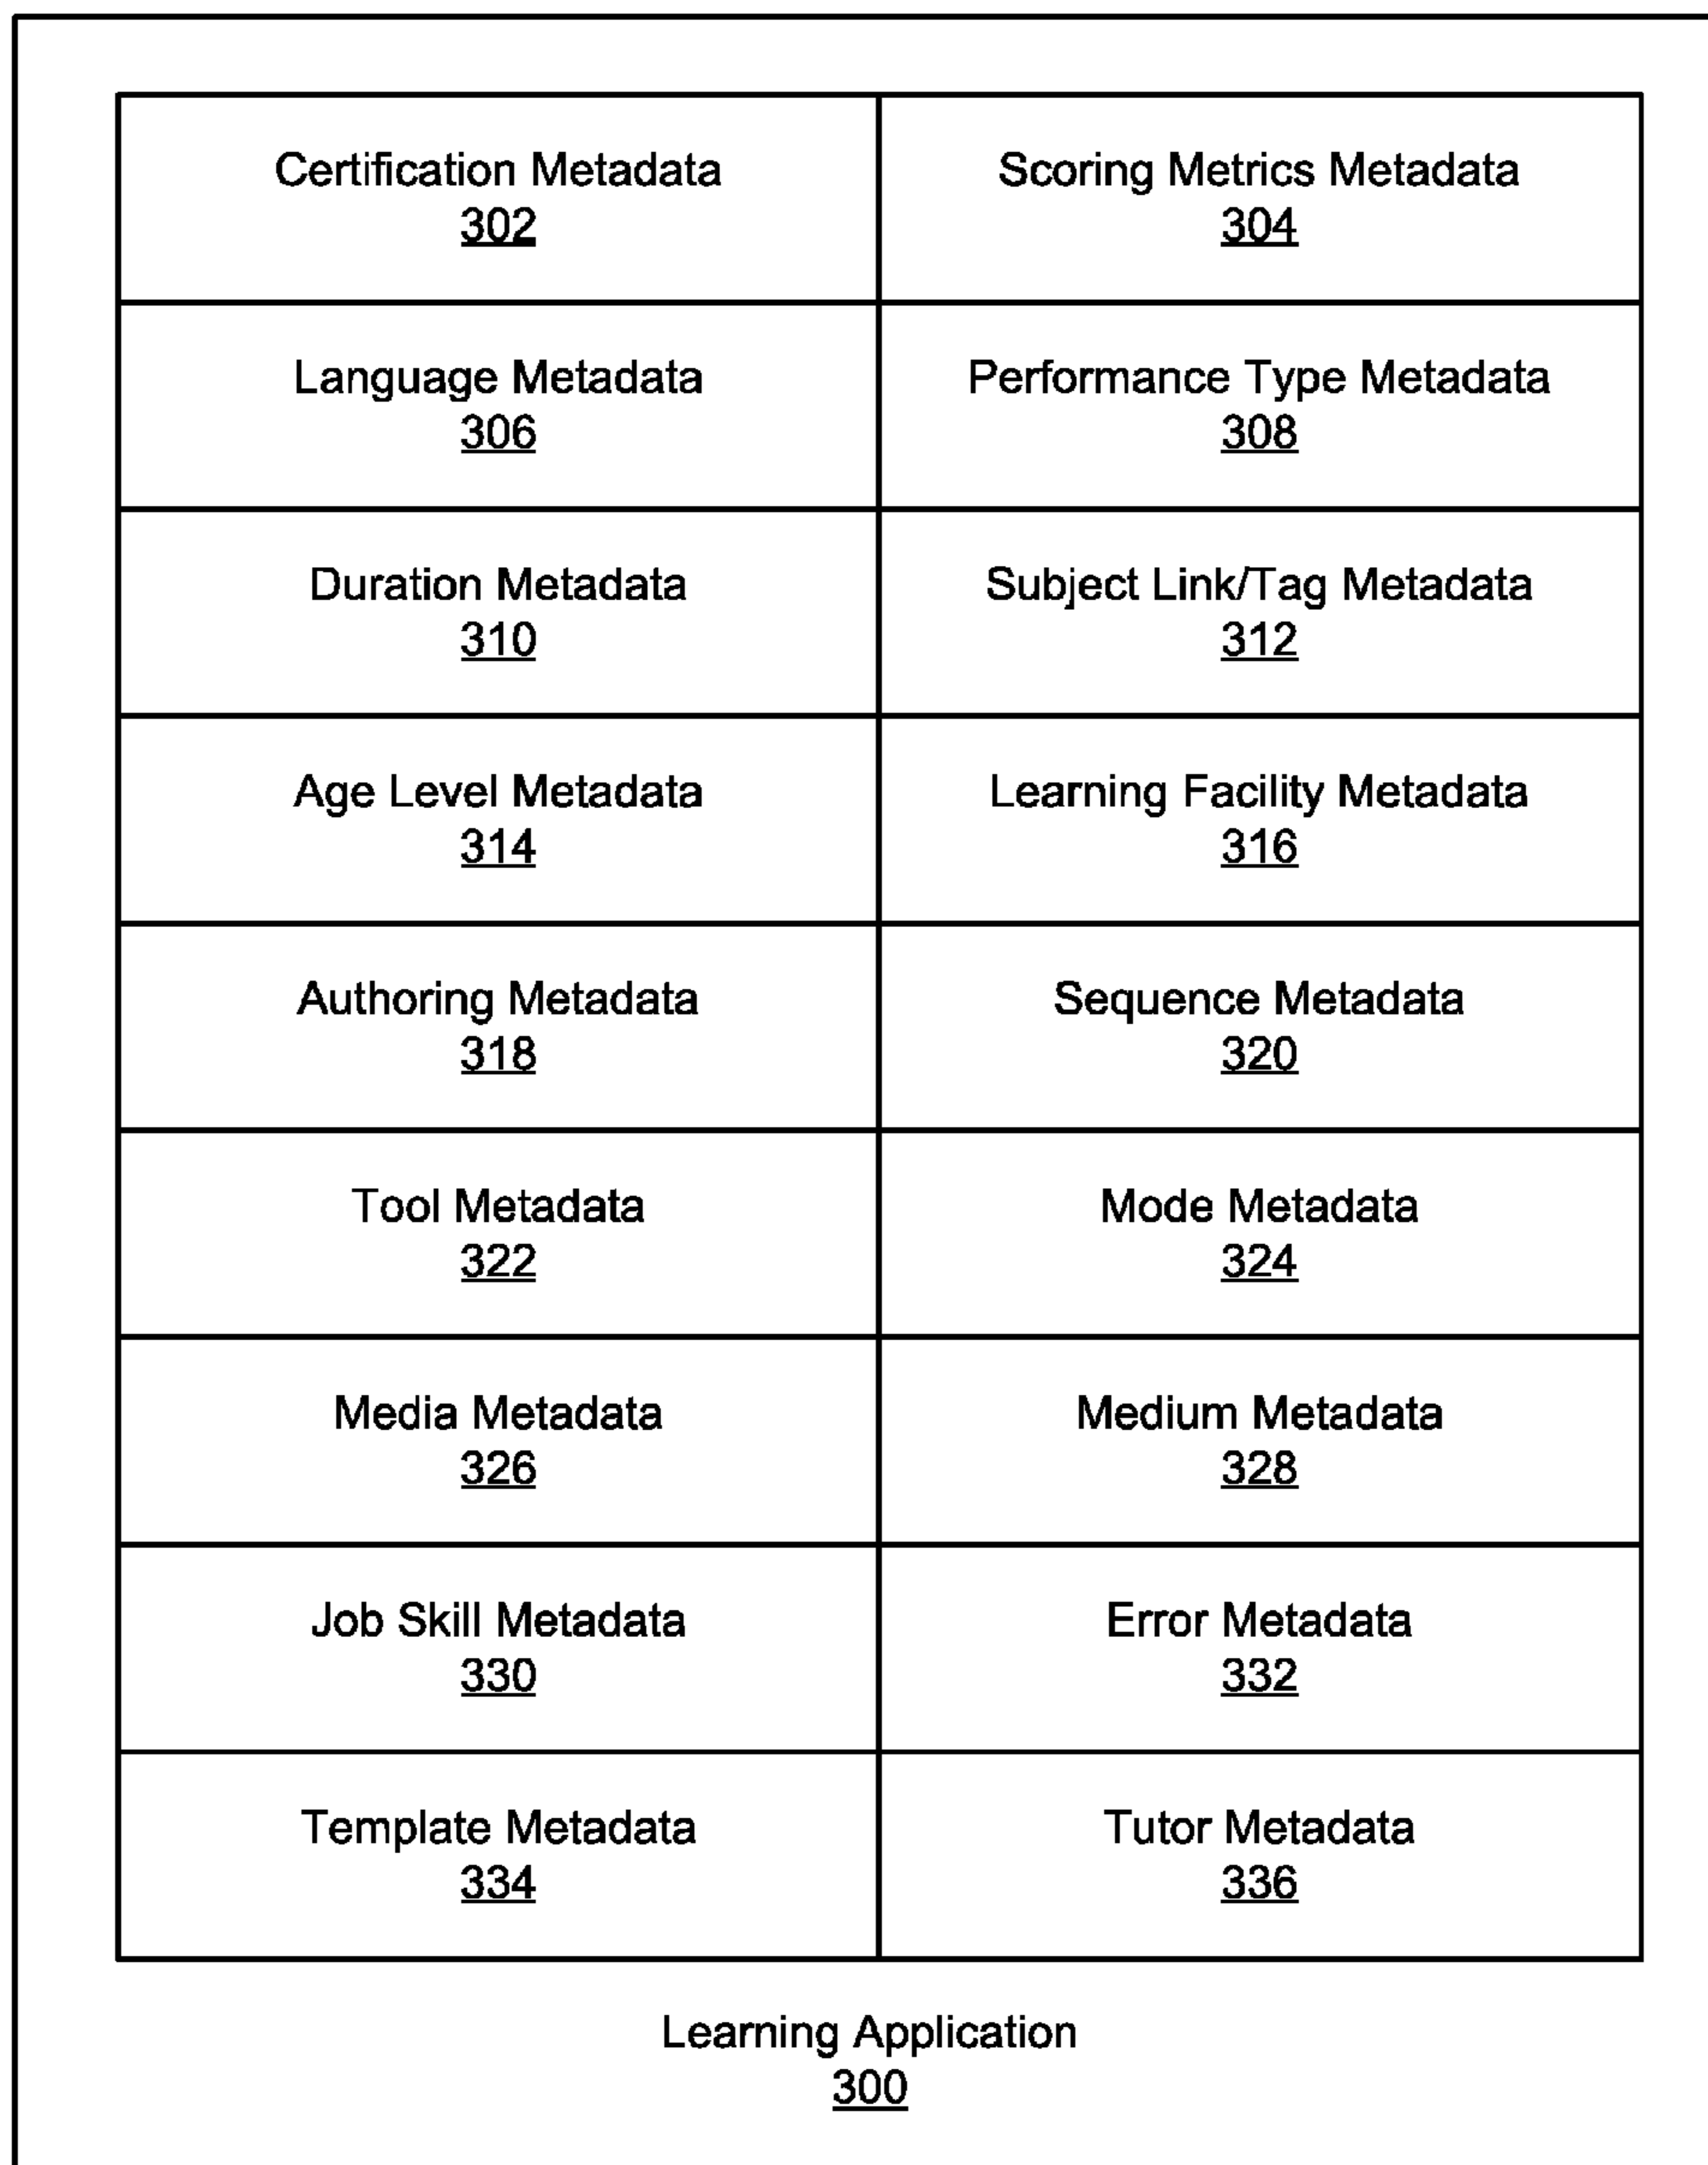 Certification Metadata
302
Scoring Metrics Metadata
304
Language Metadata
306
Performance Type Metadata
308
Duration Metadata
310
Subject Link/Tag Metadata
312
Age Level Metadata
314
Learning Facility Metadata
316
Authoring Metadata
318
Sequence Metadata
320
Tool Metadata
322
Mode Metadata
324
Media Metadata
326
Medium Metadata
328
Job Skill Metadata
330
Error Metadata
332
Template Metadata
334
Tutor Metadata
336
Learning Application
300